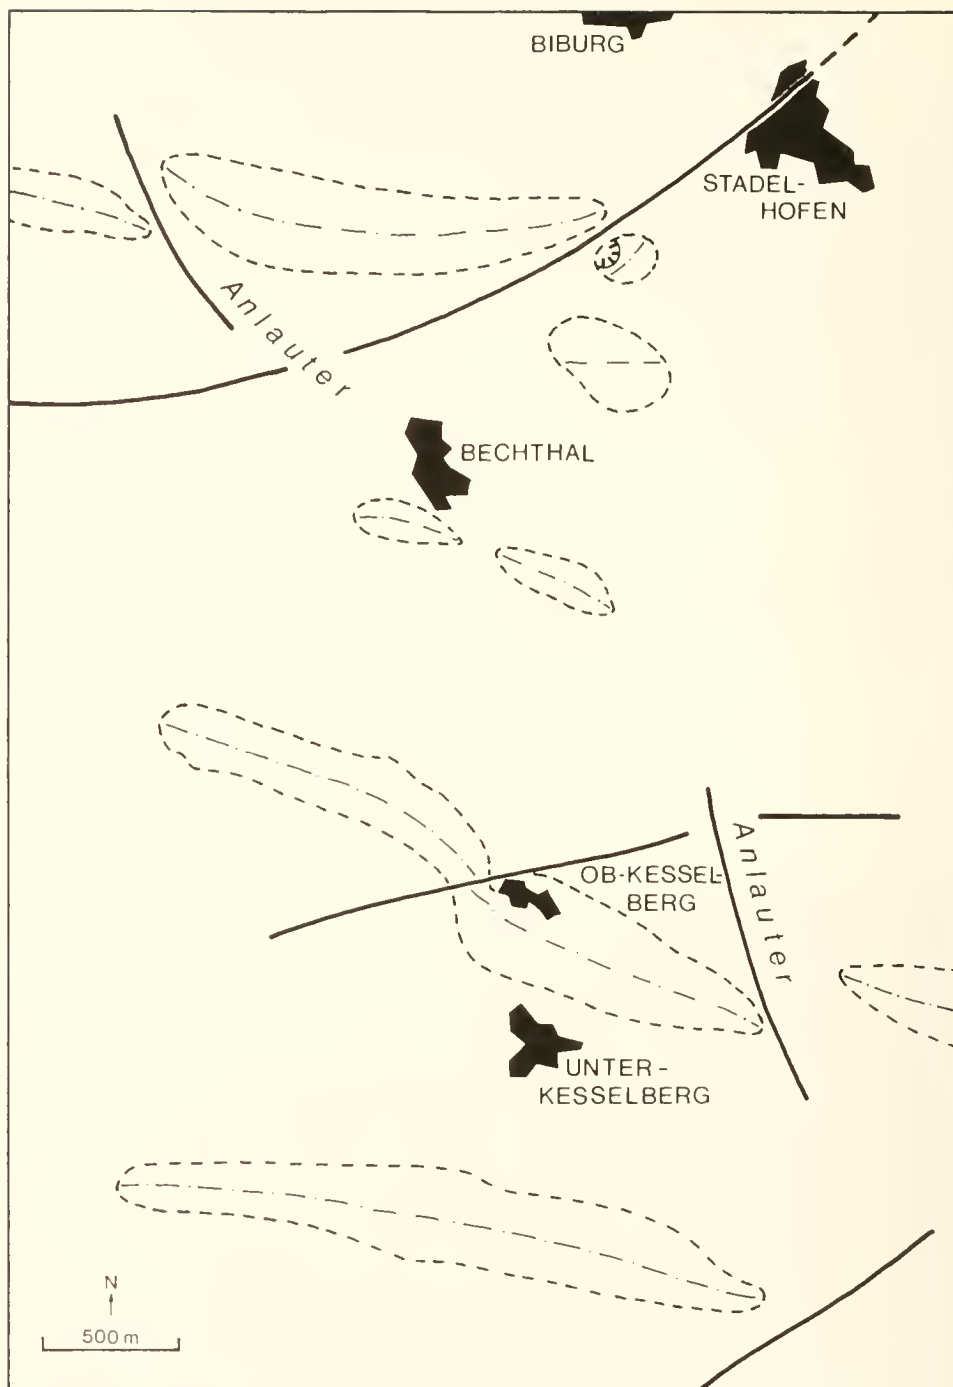 BIBURG
STADEL-
HOFEN
Anlauter
BECHTHAL
OB-KESSEL-
BERG
Anlauter
UNTER-
KESSELBERG
N
500 m